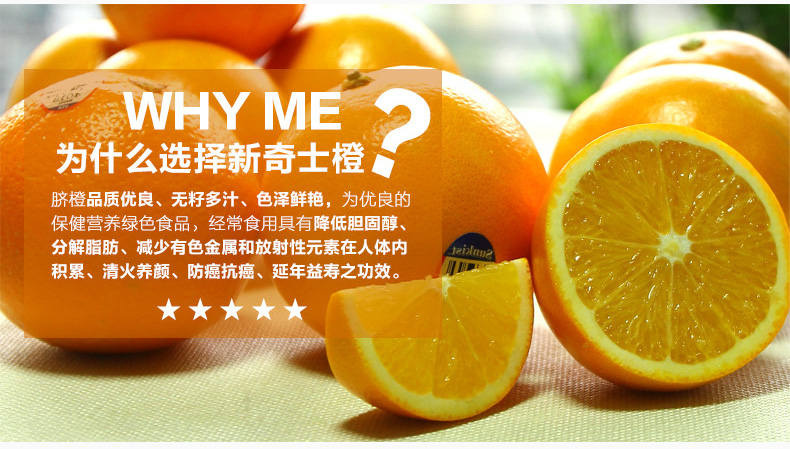 WHY ME?
为什么选择新奇士橙
脐橙品质优良、无籽多汁、色泽鲜艳，为优良的
保健营养绿色食品，经常食用具有降低胆固醇、
分解脂肪、减少有色金属和放射性元素在人体内
积累、清火养颜、防癌抗癌、延年益寿之功效。
Sunkist